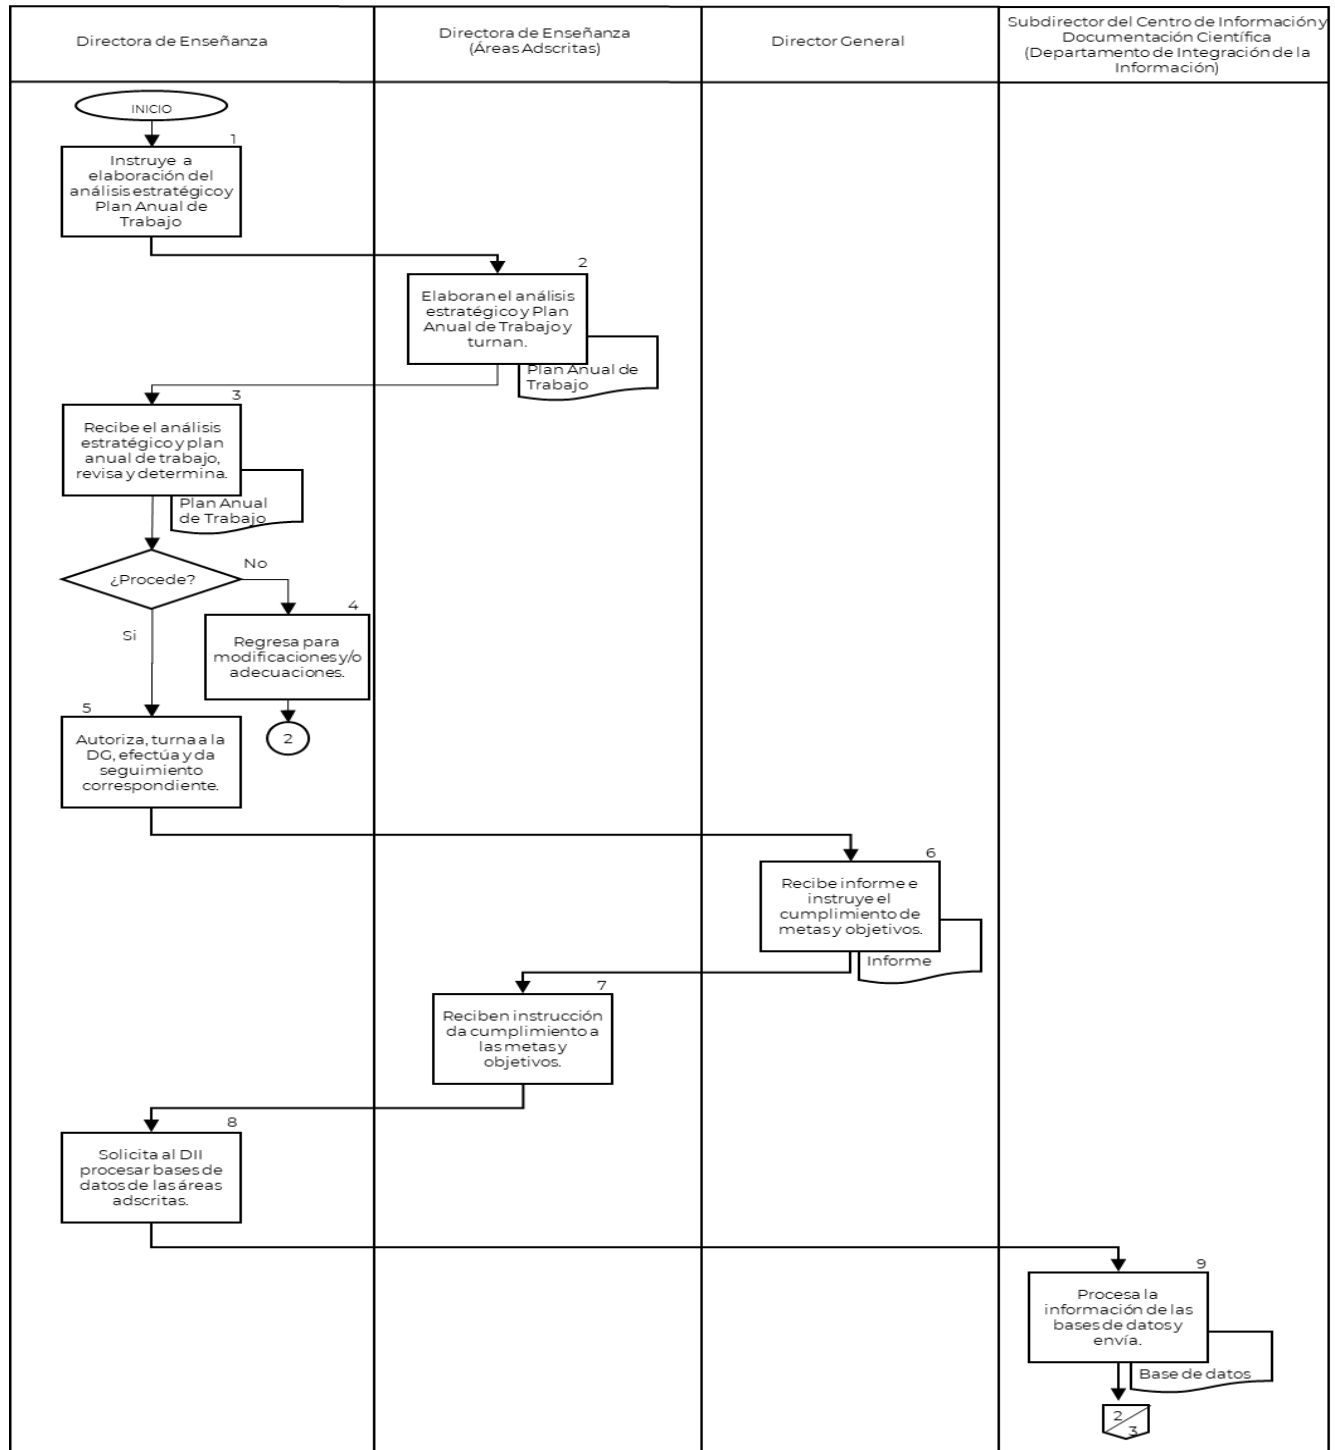 Directora de Enseñanza
Directora de Enseñanza
(Áreas Adscritas)
Director General
Subdirector del Centro de Información y
Documentación Científica
(Departamento de Integración de la
Información)
INICIO
1
Instruye a
elaboración del
análisis estratégico y
Plan Anual de
Trabajo
2
Elaboran el análisis
estratégico y Plan
Anual de Trabajo y
turnan.
Plan Anual de
Trabajo
3
Recibe el análisis
estratégico y plan
anual de trabajo,
revisa y determina.
Plan Anual
de Trabajo
¿Procede?
No
Si
4
Regresa para
modificaciones y/o
adecuaciones.
2
5
Autoriza, turna a la
DG, efectúa y da
seguimiento
correspondiente.
6
Recibe informe e
instruye el
cumplimiento de
metas y objetivos.
Informe
7
Reciben instrucción
da cumplimiento a
las metas y
objetivos.
8
Solicita al DII
procesar bases de
datos de las áreas
adscritas.
9
Procesa la
información de las
bases de datos y
envía.
Base de datos
2
3